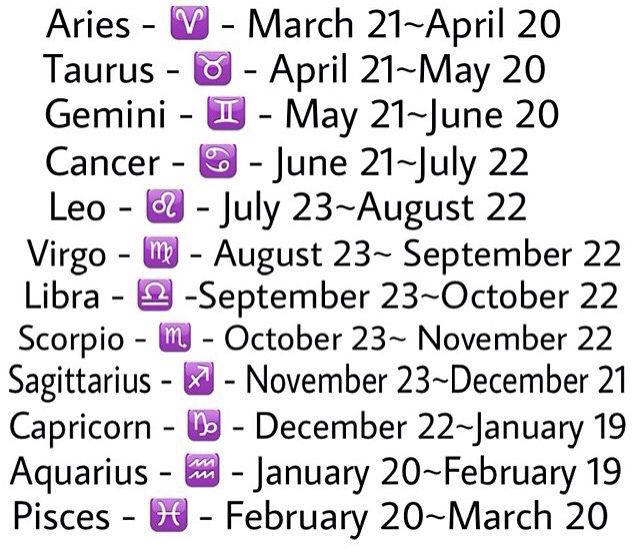 Aries - ♈ - March 21~April 20
Taurus - ♉ - April 21~May 20
Gemini - ♊ - May 21~June 20
Cancer - ♋ - June 21~July 22
Leo - ♌ - July 23~August 22
Virgo - ♍ - August 23~ September 22
Libra - ♎ -September 23~October 22
Scorpio - ♏ - October 23~ November 22
Sagittarius - ♐ - November 23~December 21
Capricorn - ♑ - December 22~January 19
Aquarius - ♒ - January 20~February 19
Pisces - ♓ - February 20~March 20